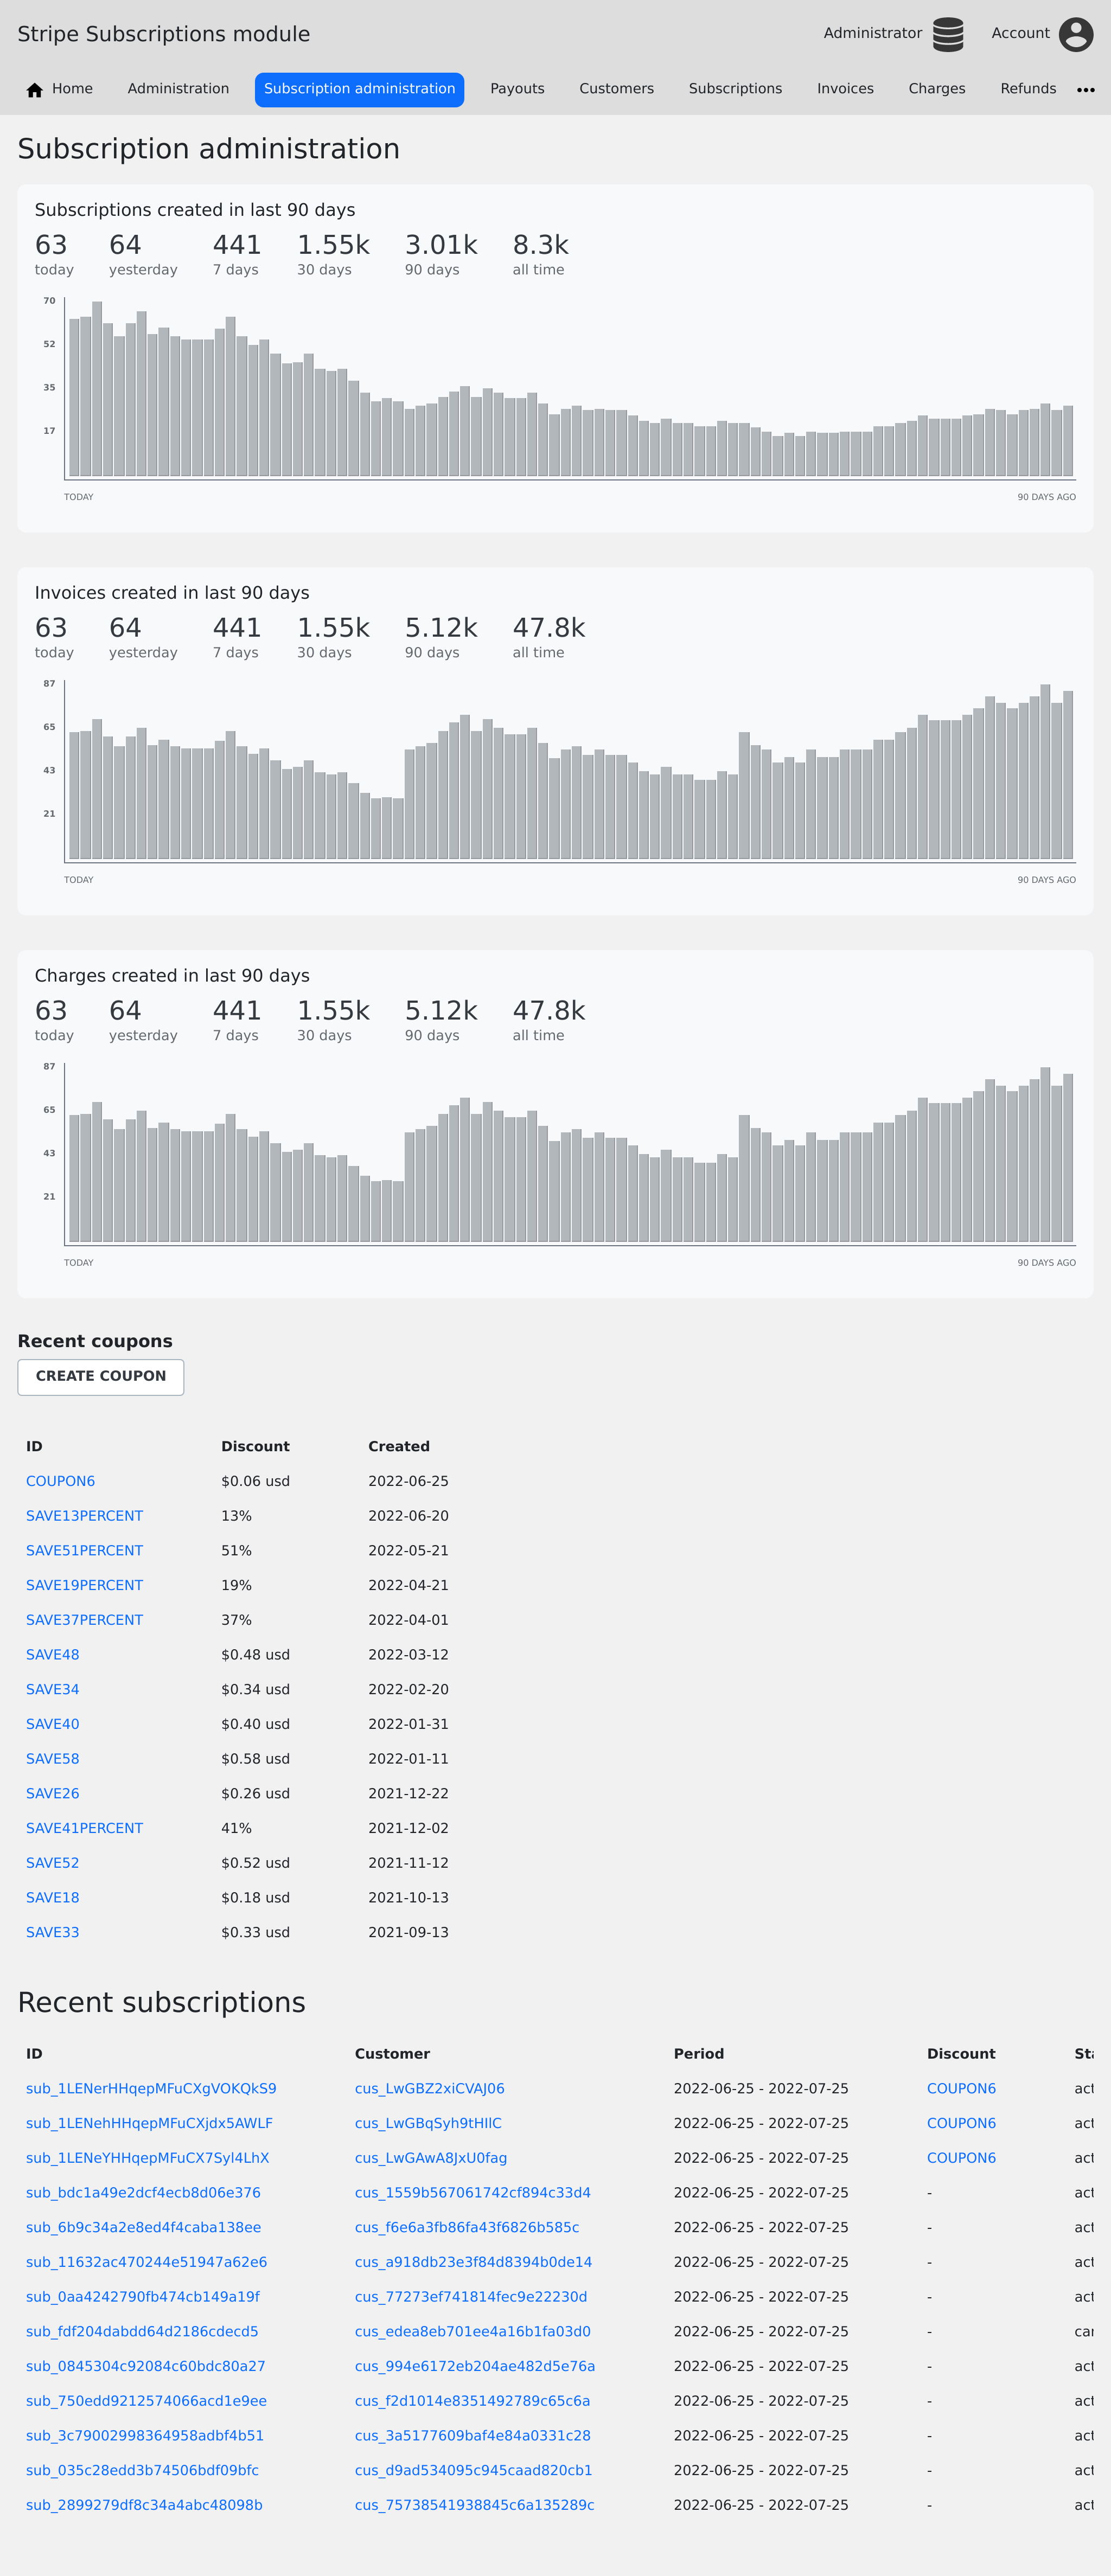 Stripe Subscriptions module
Administrator
Account
Home Administration Subscription administration Payouts Customers Subscriptions Invoices Charges Refunds
Subscription administration
Subscriptions created in last 90 days
63 64 441 1.55k 3.01k 8.3k
today yesterday 7 days 30 days 90 days all time
70
52
35
17
TODAY 90 DAYS AGO
Invoices created in last 90 days
63 64 441 1.55k 5.12k 47.8k
today yesterday 7 days 30 days 90 days all time
87
65
43
21
TODAY 90 DAYS AGO
Charges created in last 90 days
63 64 441 1.55k 5.12k 47.8k
today yesterday 7 days 30 days 90 days all time
87
65
43
21
TODAY 90 DAYS AGO
Recent coupons
CREATE COUPON
ID Discount Created
COUPON6 $0.06 usd 2022-06-25
SAVE13PERCENT 13% 2022-06-20
SAVE51PERCENT 51% 2022-05-21
SAVE19PERCENT 19% 2022-04-21
SAVE37PERCENT 37% 2022-04-01
SAVE48 $0.48 usd 2022-03-12
SAVE34 $0.34 usd 2022-02-20
SAVE40 $0.40 usd 2022-01-31
SAVE58 $0.58 usd 2022-01-11
SAVE26 $0.26 usd 2021-12-22
SAVE41PERCENT 41% 2021-12-02
SAVE52 $0.52 usd 2021-11-12
SAVE18 $0.18 usd 2021-10-13
SAVE33 $0.33 usd 2021-09-13
Recent subscriptions
ID Customer Period Discount
sub_1LENerHHqepMFuCXgVOKQkS9 cus_LwGBZ2xiCVAJ06 2022-06-25 - 2022-07-25 COUPON6
sub_1LENehHHqepMFuCXjdx5AWLF cus_LwGBqSyh9tHIlC 2022-06-25 - 2022-07-25 COUPON6
sub_1LENeYHHqepMFuCX7Syl4LhX cus_LwGAwA8JxU0fag 2022-06-25 - 2022-07-25 COUPON6
sub_bdc1a49e2dcf4ecb8d06e376 cus_1559b567061742cf894c33d4 2022-06-25 - 2022-07-25 -
sub_6b9c34a2e8ed4f4caba138ee cus_f6e6a3fb86fa43f6826b585c 2022-06-25 - 2022-07-25 -
sub_11632ac470244e51947a62e6 cus_a918db23e3f84d8394b0de14 2022-06-25 - 2022-07-25 -
sub_0aa4242790fb474cb149a19f cus_77273ef741814fec9e22230d 2022-06-25 - 2022-07-25 -
sub_fdf204dabdd64d2186cdecd5 cus_edea8eb701ee4a16b1fa03d0 2022-06-25 - 2022-07-25 -
sub_0845304c92084c60bdc80a27 cus_994e6172eb204ae482d5e76a 2022-06-25 - 2022-07-25 -
sub_750edd9212574066acd1e9ee cus_f2d1014e8351492789c65c6a 2022-06-25 - 2022-07-25 -
sub_3c79002998364958adbf4b51 cus_3a5177609baf4e84a0331c28 2022-06-25 - 2022-07-25 -
sub_035c28edd3b74506bdf09bfc cus_d9ad534095c945caad820cb1 2022-06-25 - 2022-07-25 -
sub_2899279df8c34a4abc48098b cus_75738541938845c6a135289c 2022-06-25 - 2022-07-25 -